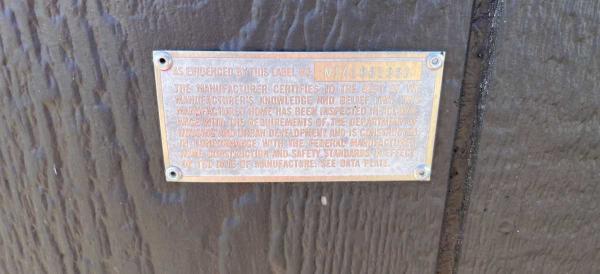 AS EVIDENCED BY THIS LABEL NO.
THE MANUFACTURER CERTIFIES TO THE BEST OF THE
MANUFACTURER'S KNOWLEDGE AND BELIEF THAT THIS
MANUFACTURED HOME HAS BEEN INSPECTED IN ACCORD-
ANCE WITH THE REQUIREMENTS OF THE DEPARTMENT OF
HOUSING AND URBAN DEVELOPMENT AND IS CONSTRUCTED
IN CONFORMANCE WITH THE FEDERAL MANUFACTURED
HOME CONSTRUCTION AND SAFETY STANDARDS IN EFFECT
ON THE DATE OF MANUFACTURE. SEE DATA PLATE.